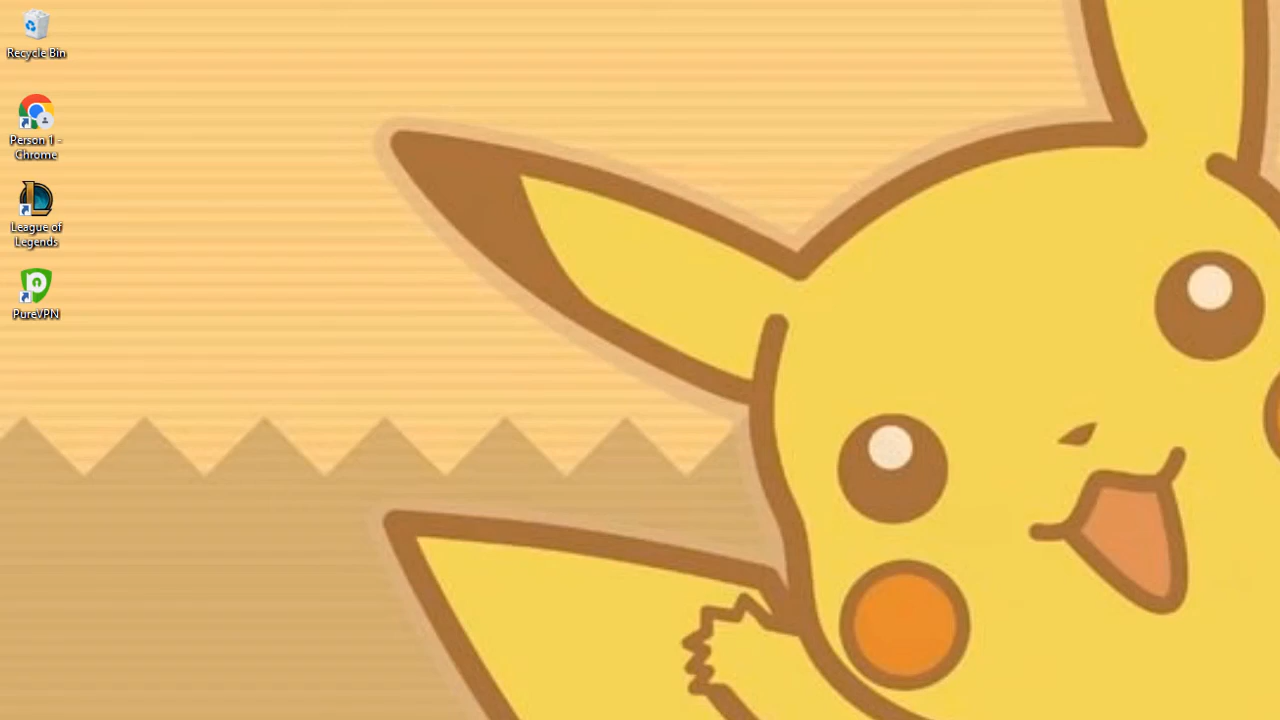 Recycle Bin
Person 1 -
Chrome
League of
Legends
PureVPN